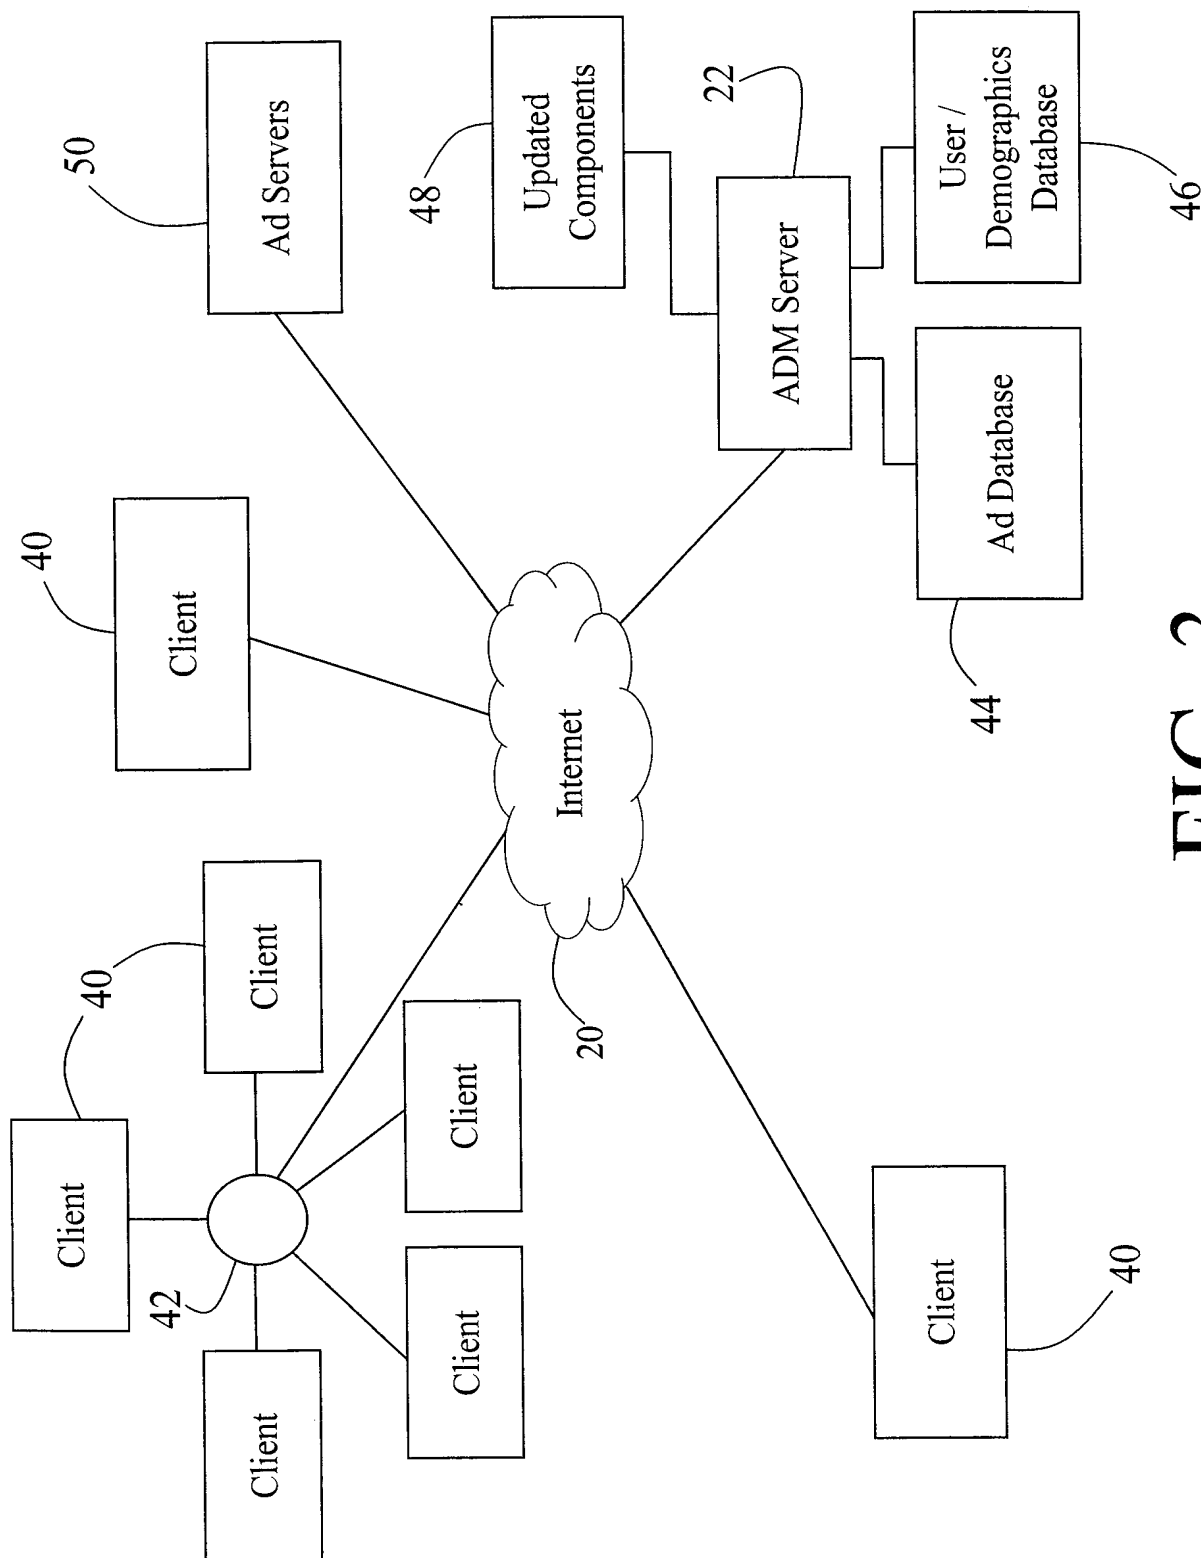 40
Client
50
40
42
Client
Client
Client
Client
Ad Servers
48
Client
Client
Updated
Components
Internet
20
22
ADM Server
Client
User /
Demographics
Database
Ad Database
44
40
46
FIG. 2